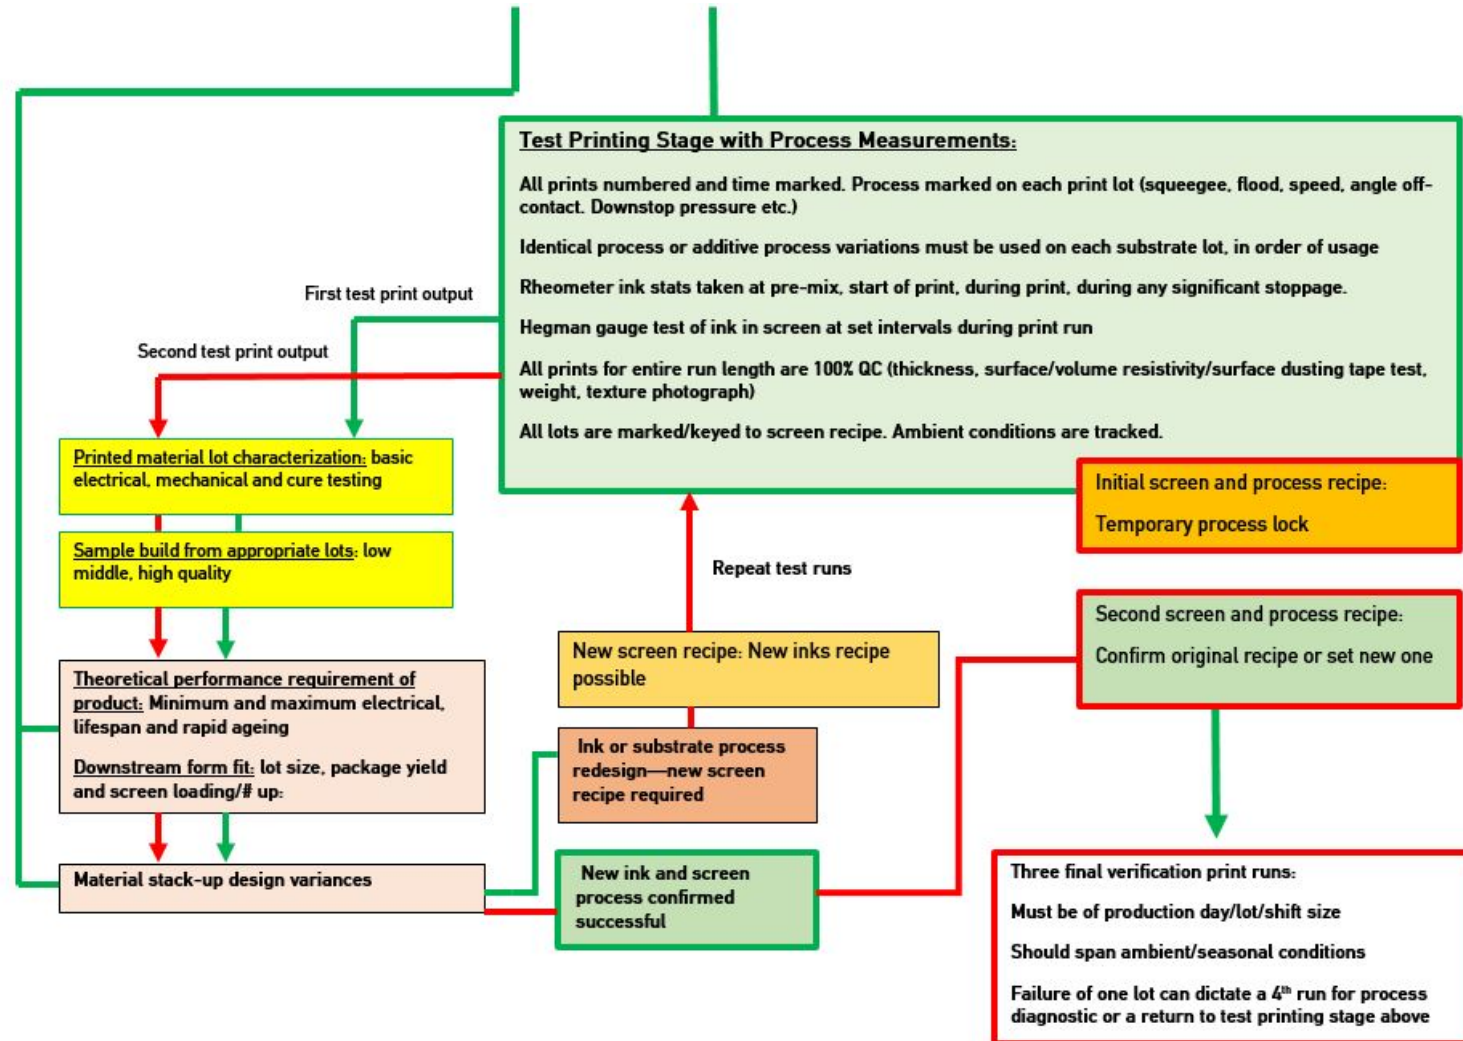 Test Printing Stage with Process Measurements:
All prints numbered and time marked. Process marked on each print lot (squeegee, flood, speed, angle off-
contact. Downstop pressure etc.)
Identical process or additive process variations must be used on each substrate lot, in order of usage
Rheometer ink stats taken at pre-mix, start of print, during print, during any significant stoppage.
Hegman gauge test of ink in screen at set intervals during print run
All prints for entire run length are 100% QC (thickness, surface/volume resistivity/surface dusting tape test,
weight, texture photograph)
All lots are marked/keyed to screen recipe. Ambient conditions are tracked.
First test print output
Second test print output
Printed material lot characterization: basic
electrical, mechanical and cure testing
Sample build from appropriate lots: low
middle, high quality
Theoretical performance requirement of
product: Minimum and maximum electrical,
lifespan and rapid ageing
Downstream form fit: lot size, package yield
and screen loading/# up:
Material stack-up design variances
Repeat test runs
New screen recipe: New inks recipe
possible
Ink or substrate process
redesign—new screen
recipe required
New ink and screen
process confirmed
successful
Initial screen and process recipe:
Temporary process lock
Second screen and process recipe:
Confirm original recipe or set new one
Three final verification print runs:
Must be of production day/lot/shift size
Should span ambient/seasonal conditions
Failure of one lot can dictate a 4th run for process
diagnostic or a return to test printing stage above